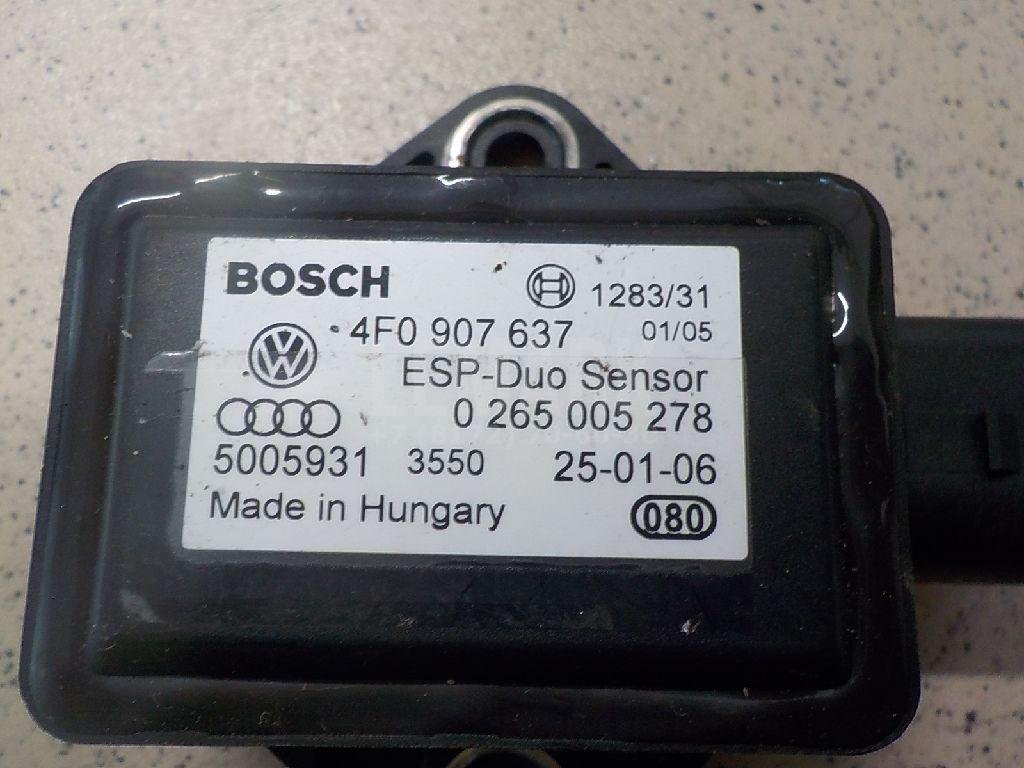 BOSCH 1283/31
4F0 907 637 01/05
VW
ESP-Duo Sensor
0 265 005 278
5005931 3550 25-01-06
Made in Hungary 080